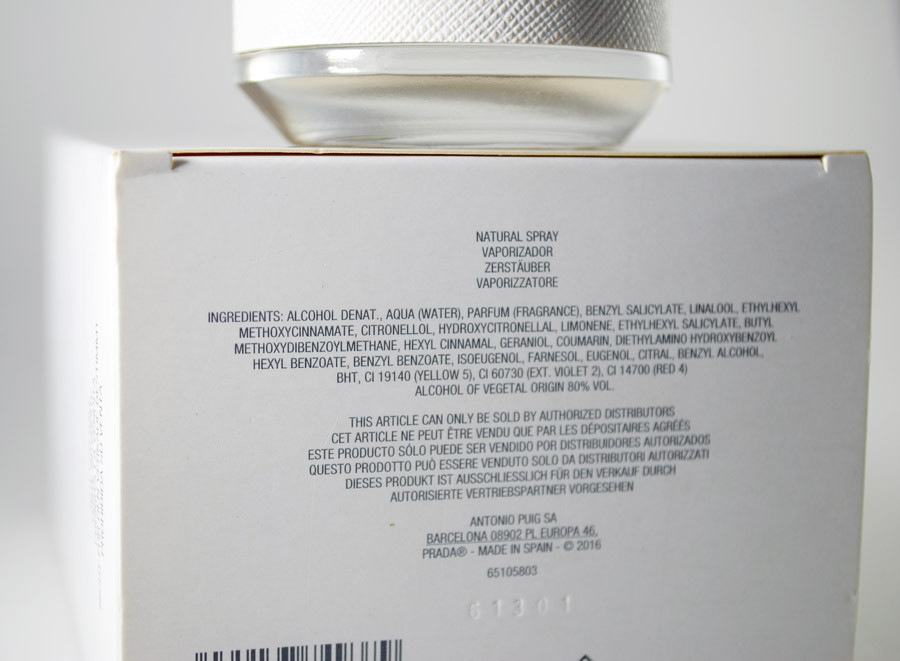 NATURAL SPRAY
VAPORIZADOR
ZERSTÄUBER
VAPORIZZATORE
INGREDIENTS: ALCOHOL DENAT., AQUA (WATER), PARFUM (FRAGRANCE), BENZYL SALICYLATE, LINALOOL, ETHYLHEXYL
METHOXYCINNAMATE, CITRONELLOL, HYDROXYCITRONELLAL, LIMONENE, ETHYLHEXYL SALICYLATE, BUTYL
METHOXYDIBENZOYLMETHANE, HEXYL CINNAMAL, GERANIOL, COUMARIN, DIETHYLAMINO HYDROXYBENZOYL
HEXYL BENZOATE, BENZYL BENZOATE, ISOEUGENOL, FARNESOL, EUGENOL, CITRAL, BENZYL ALCOHOL,
BHT, CI 19140 (YELLOW 5), CI 60730 (EXT. VIOLET 2), CI 14700 (RED 4)
ALCOHOL OF VEGETAL ORIGIN 80% VOL.
THIS ARTICLE CAN ONLY BE SOLD BY AUTHORIZED DISTRIBUTORS
CET ARTICLE NE PEUT ÊTRE VENDU QUE PAR LES DÉPOSITAIRES AGRÉÉS
ESTE PRODUCTO SÓLO PUEDE SER VENDIDO POR DISTRIBUIDORES AUTORIZADOS
QUESTO PRODOTTO PUÒ ESSERE VENDUTO SOLO DA DISTRIBUTORI AUTORIZZATI
DIESES PRODUKT IST AUSSCHLIESSLICH FÜR DEN VERKAUF DURCH
AUTORISIERTE VERTRIEBSPARTNER VORGESEHEN
ANTONIO PUIG SA
BARCELONA 08902 PL EUROPA 46,
PRADA® - MADE IN SPAIN - © 2016
65105803
61301